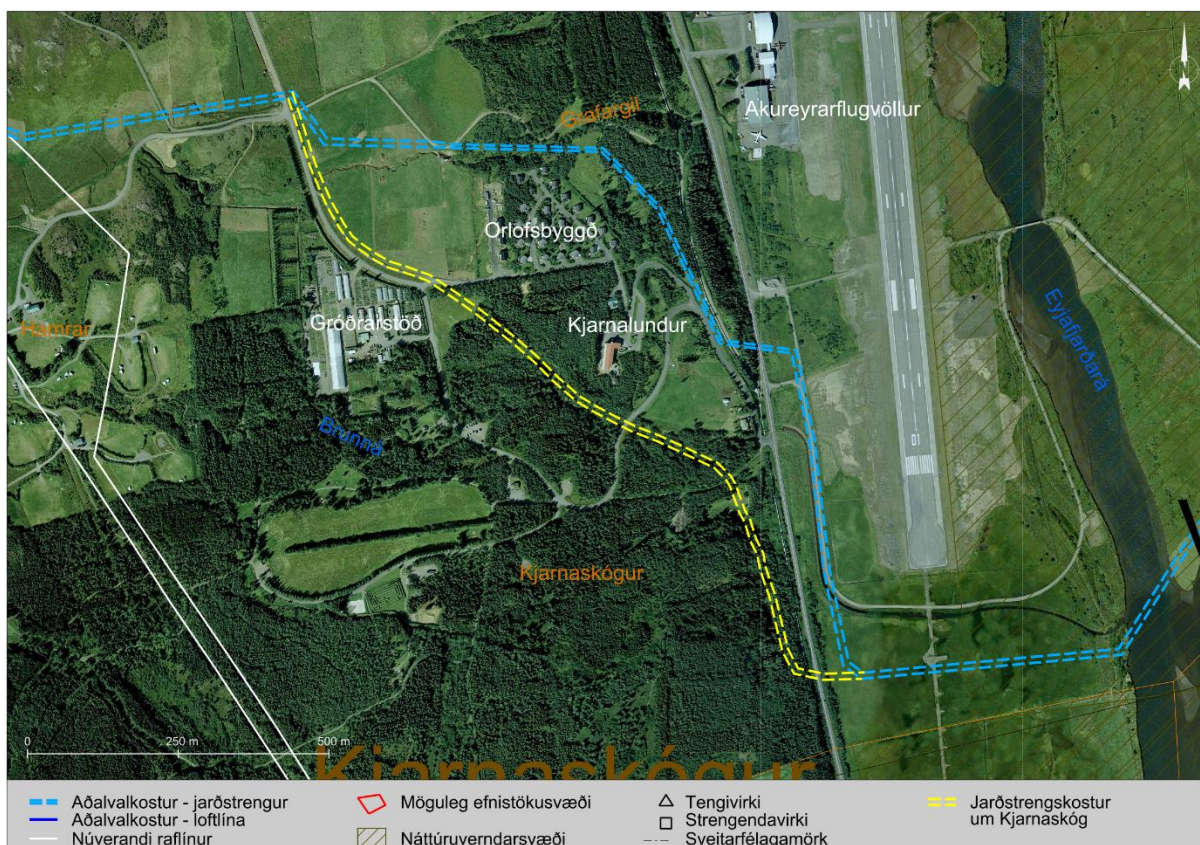 Akureyrarflugvöllur
Grafargil
Orlofsbyggð
Gróðrarstöð
Kjarnalundur
Hamrar
Eyjafjarðará
Brunná
Kjarnaskógur
01
0 250 m 500 m
Kjarnaskógur
Aðalvalkostur - jarðstrengur
Aðalvalkostur - loftlína
Núverandi raflínur
Möguleg efnistökusvæði
Náttúruverndarsvæði
Tengivirki
Strengendavirki
Sveitarfélagamörk
Jarðstrengskostur
um Kjarnaskóg